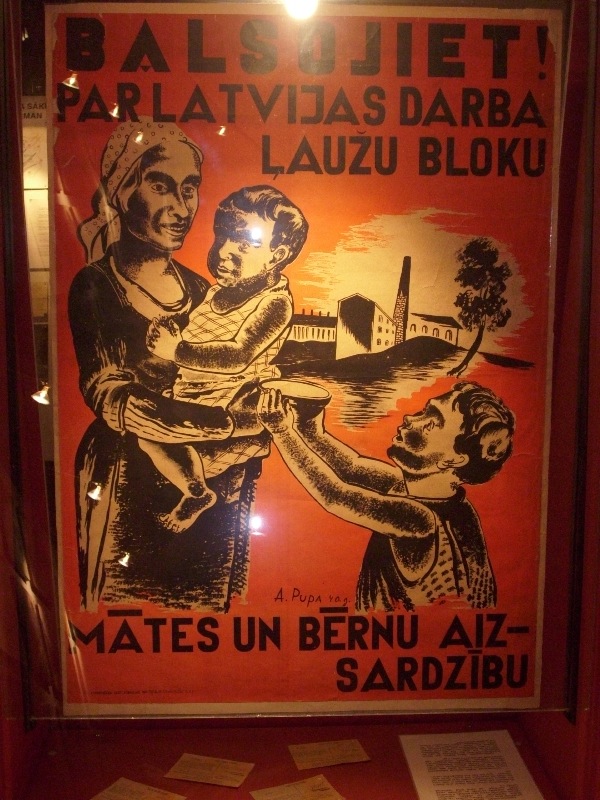 BALSOJIET!
PAR LATVIJAS DARBA
ĻAUŽU BLOKU
A. PUPA
MĀTES UN BĒRNU AIZ-
SARDZĪBU